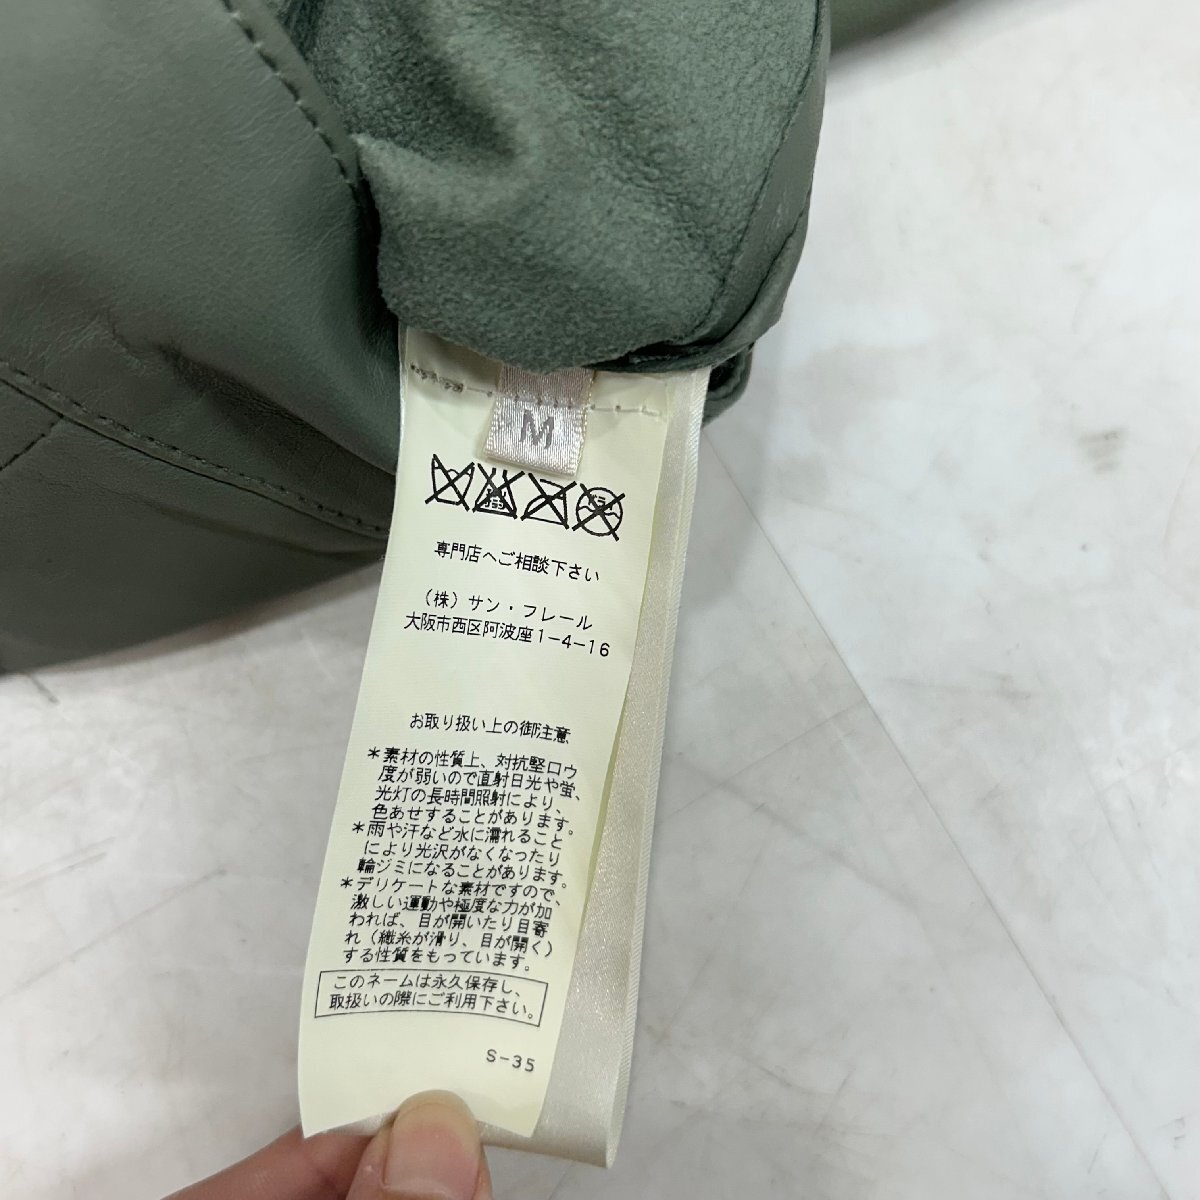 M
専門店へご相談下さい
(株)サン・フレール
大阪市西区阿波座1-4-16
お取り扱い上の御注意
*素材の性質上、対抗堅口ウ
度が弱いので直射日光や蛍、
光灯の長時間照射により、
色あせすることがあります。
*雨や汗など水に濡れること
により光沢がなくなったり
輪ジミになることがあります。
*デリケートな素材ですので、
激しい運動や極度な力が加
われば、目が開いたり目寄
れ(織糸が滑り、目が開く)
する性質をもっています。
このネームは永久保存し、
取扱いの際にご利用下さい。
S-35